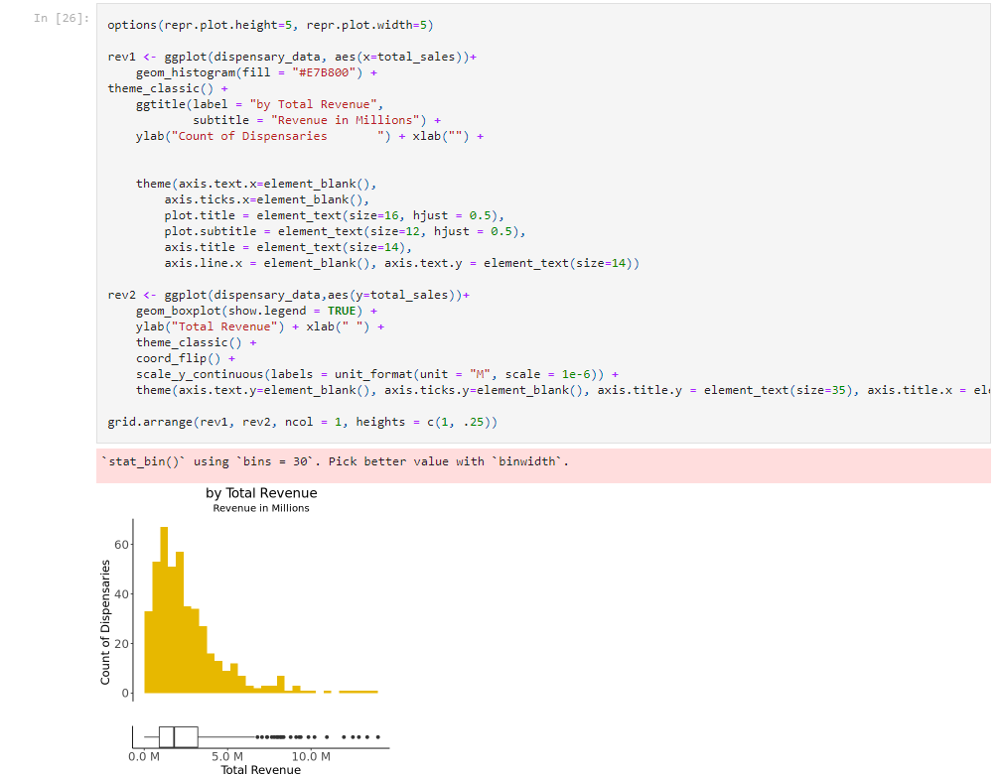 In [26]:
options(repr.plot.height=5, repr.plot.width=5)
rev1 <- ggplot(dispensary_data, aes(x=total_sales))+
geom_histogram(fill = "#E7B800") +
theme_classic() +
ggtitle(label = "by Total Revenue",
subtitle = "Revenue in Millions") +
ylab("Count of Dispensaries       ") + xlab("") +
theme(axis.text.x=element_blank(),
axis.ticks.x=element_blank(),
plot.title = element_text(size=16, hjust = 0.5),
plot.subtitle = element_text(size=12, hjust = 0.5),
axis.title = element_text(size=14),
axis.line.x = element_blank(), axis.text.y = element_text(size=14))
rev2 <- ggplot(dispensary_data,aes(y=total_sales))+
geom_boxplot(show.legend = TRUE) +
ylab("Total Revenue") + xlab(" ") +
theme_classic() +
coord_flip() +
scale_y_continuous(labels = unit_format(unit = "M", scale = 1e-6)) +
theme(axis.text.y=element_blank(), axis.ticks.y=element_blank(), axis.title.y = element_text(size=35), axis.title.x =
grid.arrange(rev1, rev2, ncol = 1, heights = c(1, .25))
`stat_bin()` using `bins = 30`. Pick better value with `binwidth`.
by Total Revenue
Revenue in Millions
Count of Dispensaries
60
40
20
0
0.0 M 5.0 M 10.0 M
Total Revenue